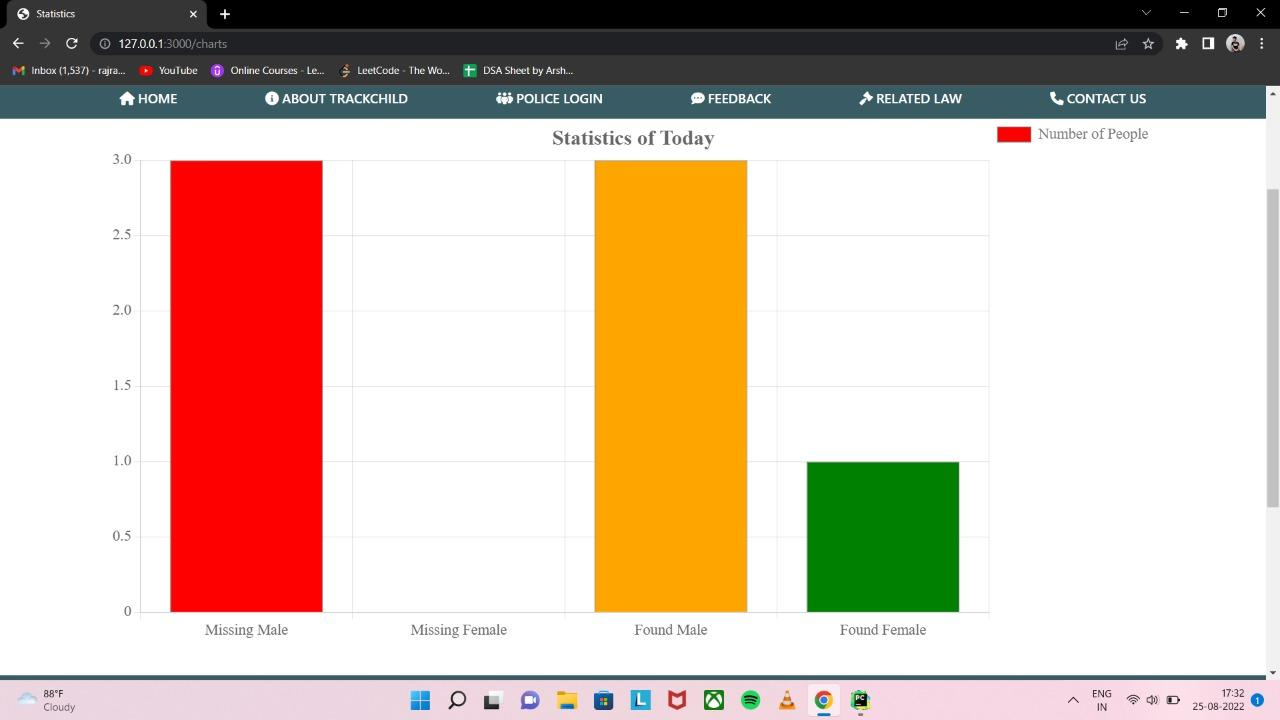 Statistics
127.0.0.1:3000/charts
Inbox (1,537) - rajra... YouTube Online Courses - Le... LeetCode - The Wo... DSA Sheet by Arsh...
HOME ABOUT TRACKCHILD POLICE LOGIN FEEDBACK RELATED LAW CONTACT US
Statistics of Today
Number of People
3.0
2.5
2.0
1.5
1.0
0.5
0
Missing Male Missing Female Found Male Found Female
88°F
Cloudy
L
PC
ENG
IN
17:32
25-08-2022
1